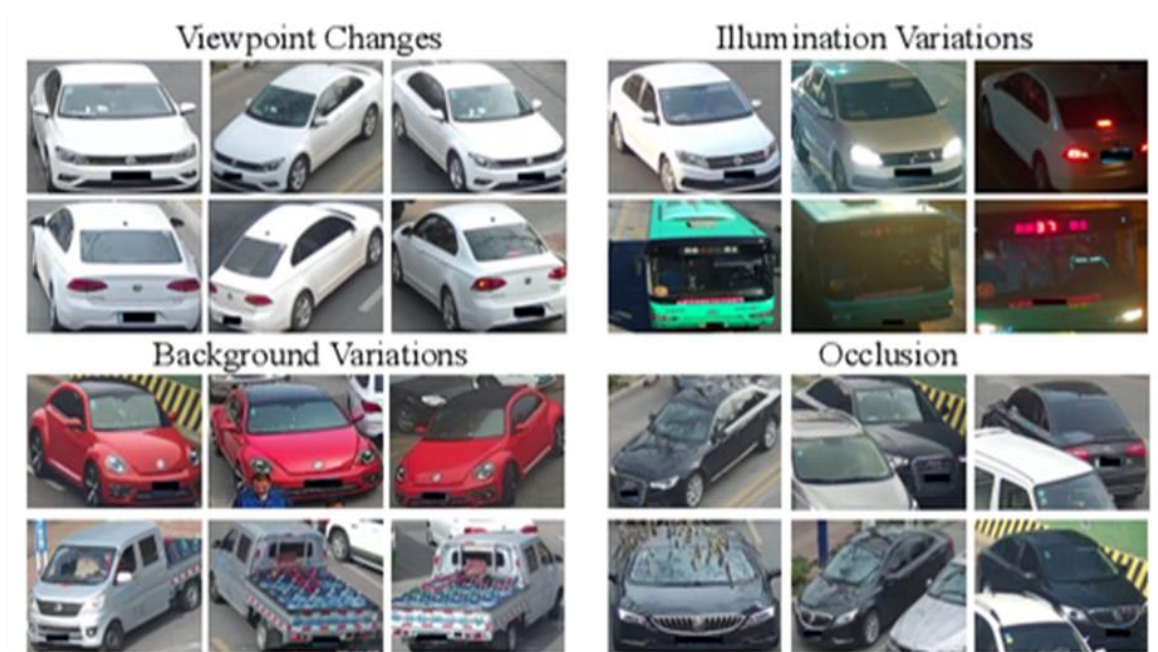 Viewpoint Changes
Illumination Variations
Background Variations
Occlusion